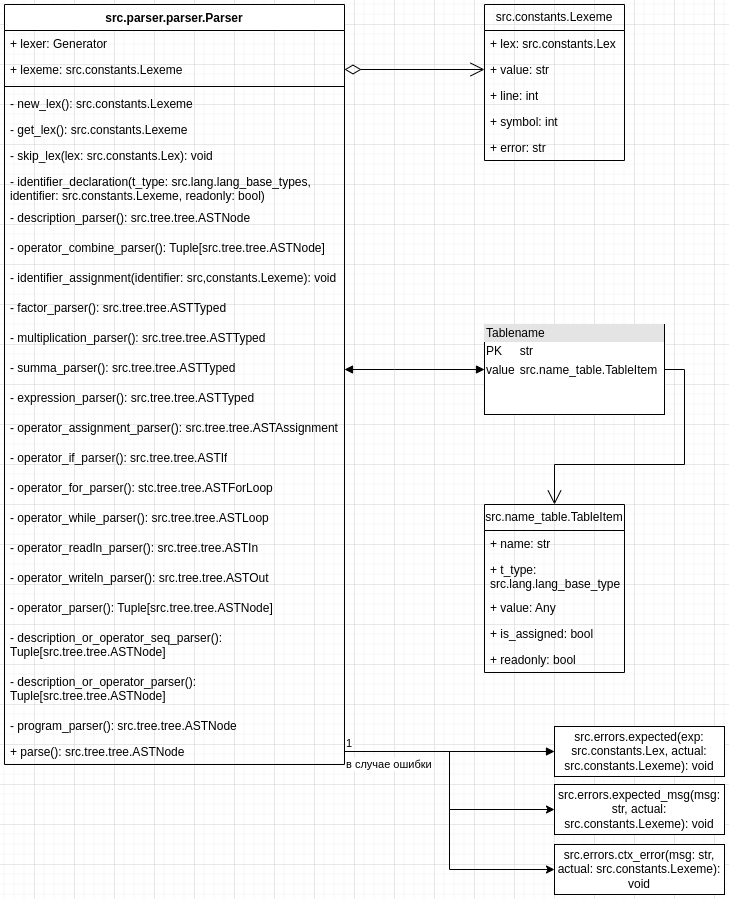 src.parser.parser.Parser
+ lexer: Generator
+ lexeme: src.constants.Lexeme
- new_lex(): src.constants.Lexeme
- get_lex(): src.constants.Lexeme
- skip_lex(lex: src.constants.Lex): void
- identifier_declaration(t_type: src.lang.lang_base_types,
identifier: src.constants.Lexeme, readonly: bool)
- description_parser(): src.tree.tree.ASTNode
- operator_combine_parser(): Tuple[src.tree.tree.ASTNode]
- identifier_assignment(identifier: src,constants.Lexeme): void
- factor_parser(): src.tree.tree.ASTTyped
- multiplication_parser(): src.tree.tree.ASTTyped
- summa_parser(): src.tree.tree.ASTTyped
- expression_parser(): src.tree.tree.ASTTyped
- operator_assignment_parser(): src.tree.tree.ASTAssignment
- operator_if_parser(): src.tree.tree.ASTIf
- operator_for_parser(): stc.tree.tree.ASTForLoop
- operator_while_parser(): src.tree.tree.ASTLoop
- operator_readln_parser(): src.tree.tree.ASTIn
- operator_writeln_parser(): src.tree.tree.ASTOut
- operator_parser(): Tuple[src.tree.tree.ASTNode]
- description_or_operator_seq_parser():
Tuple[src.tree.tree.ASTNode]
- description_or_operator_parser():
Tuple[src.tree.tree.ASTNode]
- program_parser(): src.tree.tree.ASTNode
+ parse(): src.tree.tree.ASTNode
src.constants.Lexeme
+ lex: src.constants.Lex
+ value: str
+ line: int
+ symbol: int
+ error: str
Tablename
PK str
value src.name_table.TableItem
src.name_table.TableItem
+ name: str
+ t_type:
src.lang.lang_base_type
+ value: Any
+ is_assigned: bool
+ readonly: bool
1
в случае ошибки
src.errors.expected(exp:
src.constants.Lex, actual:
src.constants.Lexeme): void
src.errors.expected_msg(msg:
str, actual:
src.constants.Lexeme): void
src.errors.ctx_error(msg: str,
actual: src.constants.Lexeme):
void